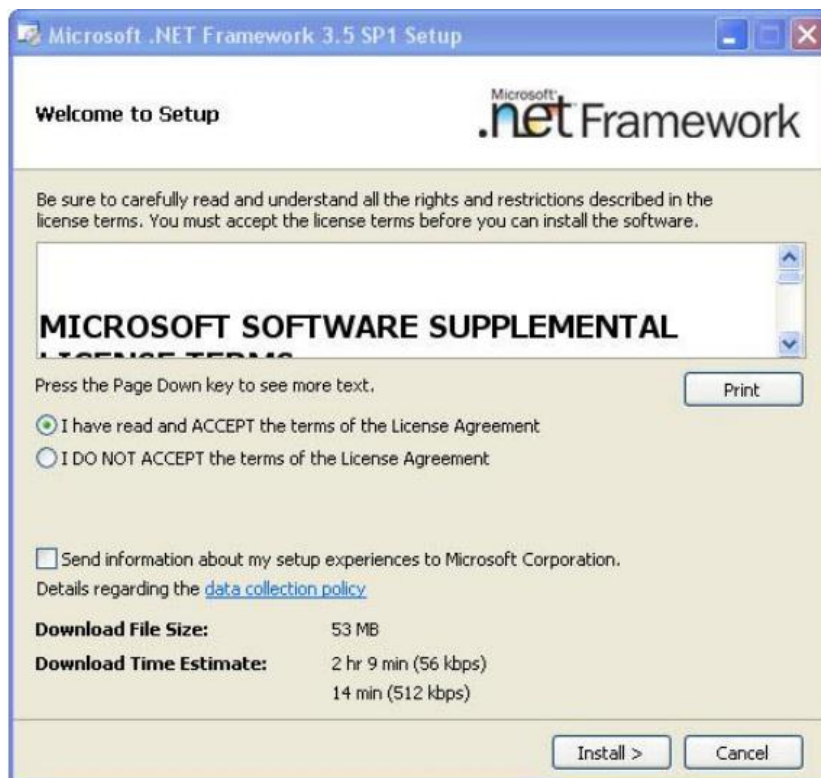 Microsoft .NET Framework 3.5 SP1 Setup
Welcome to Setup
Microsoft
.net Framework
Be sure to carefully read and understand all the rights and restrictions described in the
license terms. You must accept the license terms before you can install the software.
MICROSOFT SOFTWARE SUPPLEMENTAL
LICENSE TERMS
Press the Page Down key to see more text.
Print
I have read and ACCEPT the terms of the License Agreement
I DO NOT ACCEPT the terms of the License Agreement
Send information about my setup experiences to Microsoft Corporation.
Details regarding the data collection policy
Download File Size: 53 MB
Download Time Estimate: 2 hr 9 min (56 kbps)
14 min (512 kbps)
Install >
Cancel